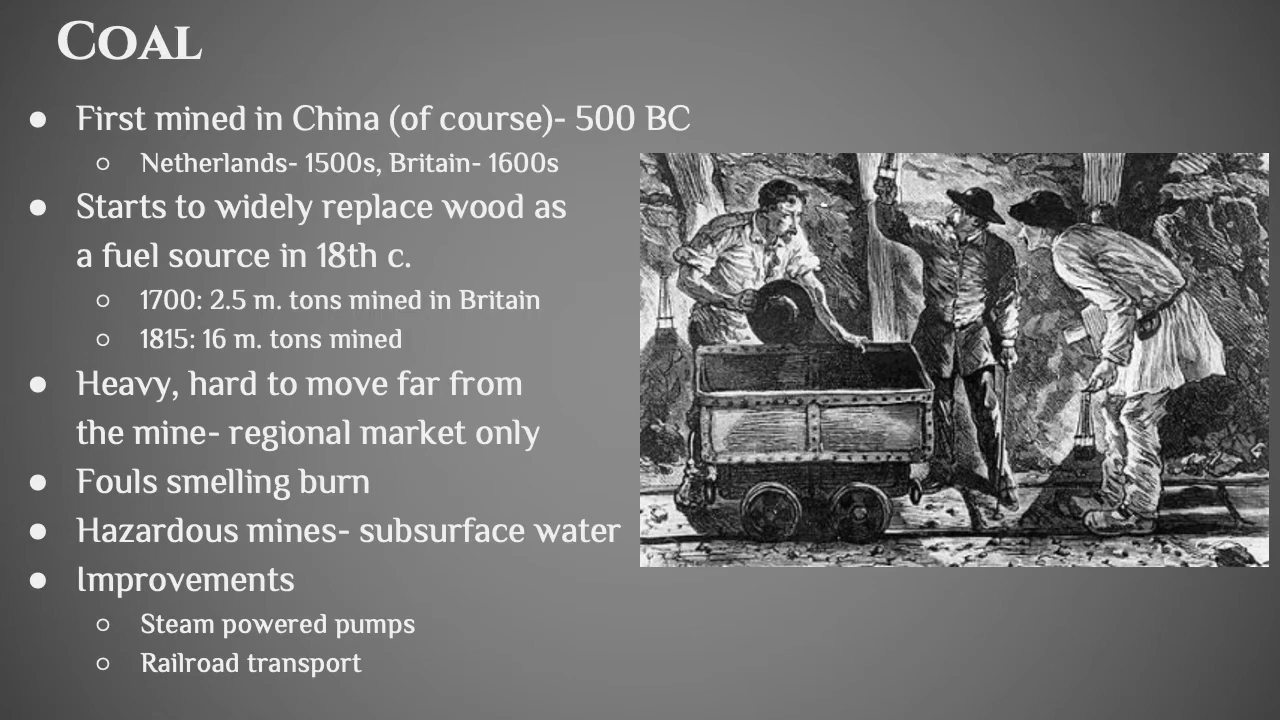 Coal
● First mined in China (of course)- 500 BC
○ Netherlands- 1500s, Britain- 1600s
● Starts to widely replace wood as
a fuel source in 18th c.
○ 1700: 2.5 m. tons mined in Britain
○ 1815: 16 m. tons mined
● Heavy, hard to move far from
the mine- regional market only
● Fouls smelling burn
● Hazardous mines- subsurface water
● Improvements
○ Steam powered pumps
○ Railroad transport